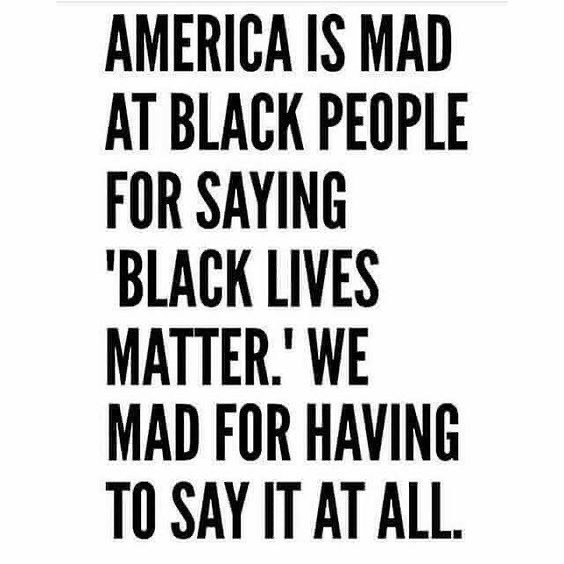 AMERICA IS MAD
AT BLACK PEOPLE
FOR SAYING
'BLACK LIVES
MATTER.' WE
MAD FOR HAVING
TO SAY IT AT ALL.